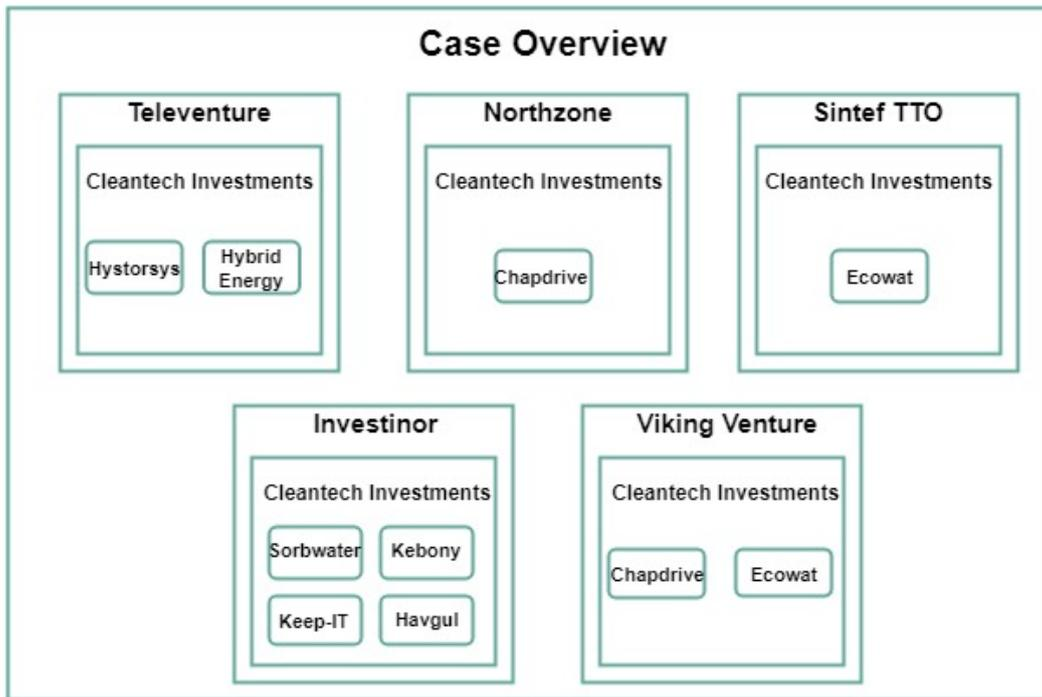 Case Overview
Televenture
Cleantech Investments
Hystorsys
Hybrid
Energy
Northzone
Cleantech Investments
Chapdrive
Sintef TTO
Cleantech Investments
Ecowat
Investinor
Cleantech Investments
Sorbwater
Kebony
Keep-IT
Havgul
Viking Venture
Cleantech Investments
Chapdrive
Ecowat